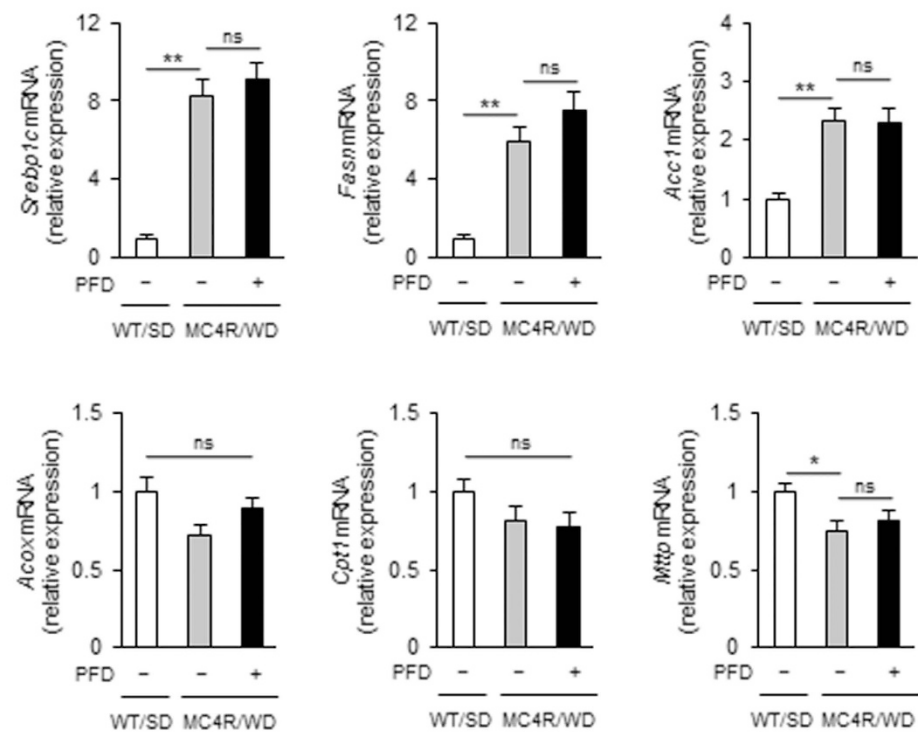 Srebp1c mRNA
(relative expression)
12
8
4
0
**
ns
PFD − − +
WT/SD MC4R/WD
Fasn mRNA
(relative expression)
12
8
4
0
**
ns
PFD − − +
WT/SD MC4R/WD
Acc1 mRNA
(relative expression)
4
3
2
1
0
**
ns
PFD − − +
WT/SD MC4R/WD
Acox mRNA
(relative expression)
1.5
1
0.5
0
ns
PFD − − +
WT/SD MC4R/WD
Cpt1 mRNA
(relative expression)
1.5
1
0.5
0
ns
PFD − − +
WT/SD MC4R/WD
Mttp mRNA
(relative expression)
1.5
1
0.5
0
*
ns
PFD − − +
WT/SD MC4R/WD